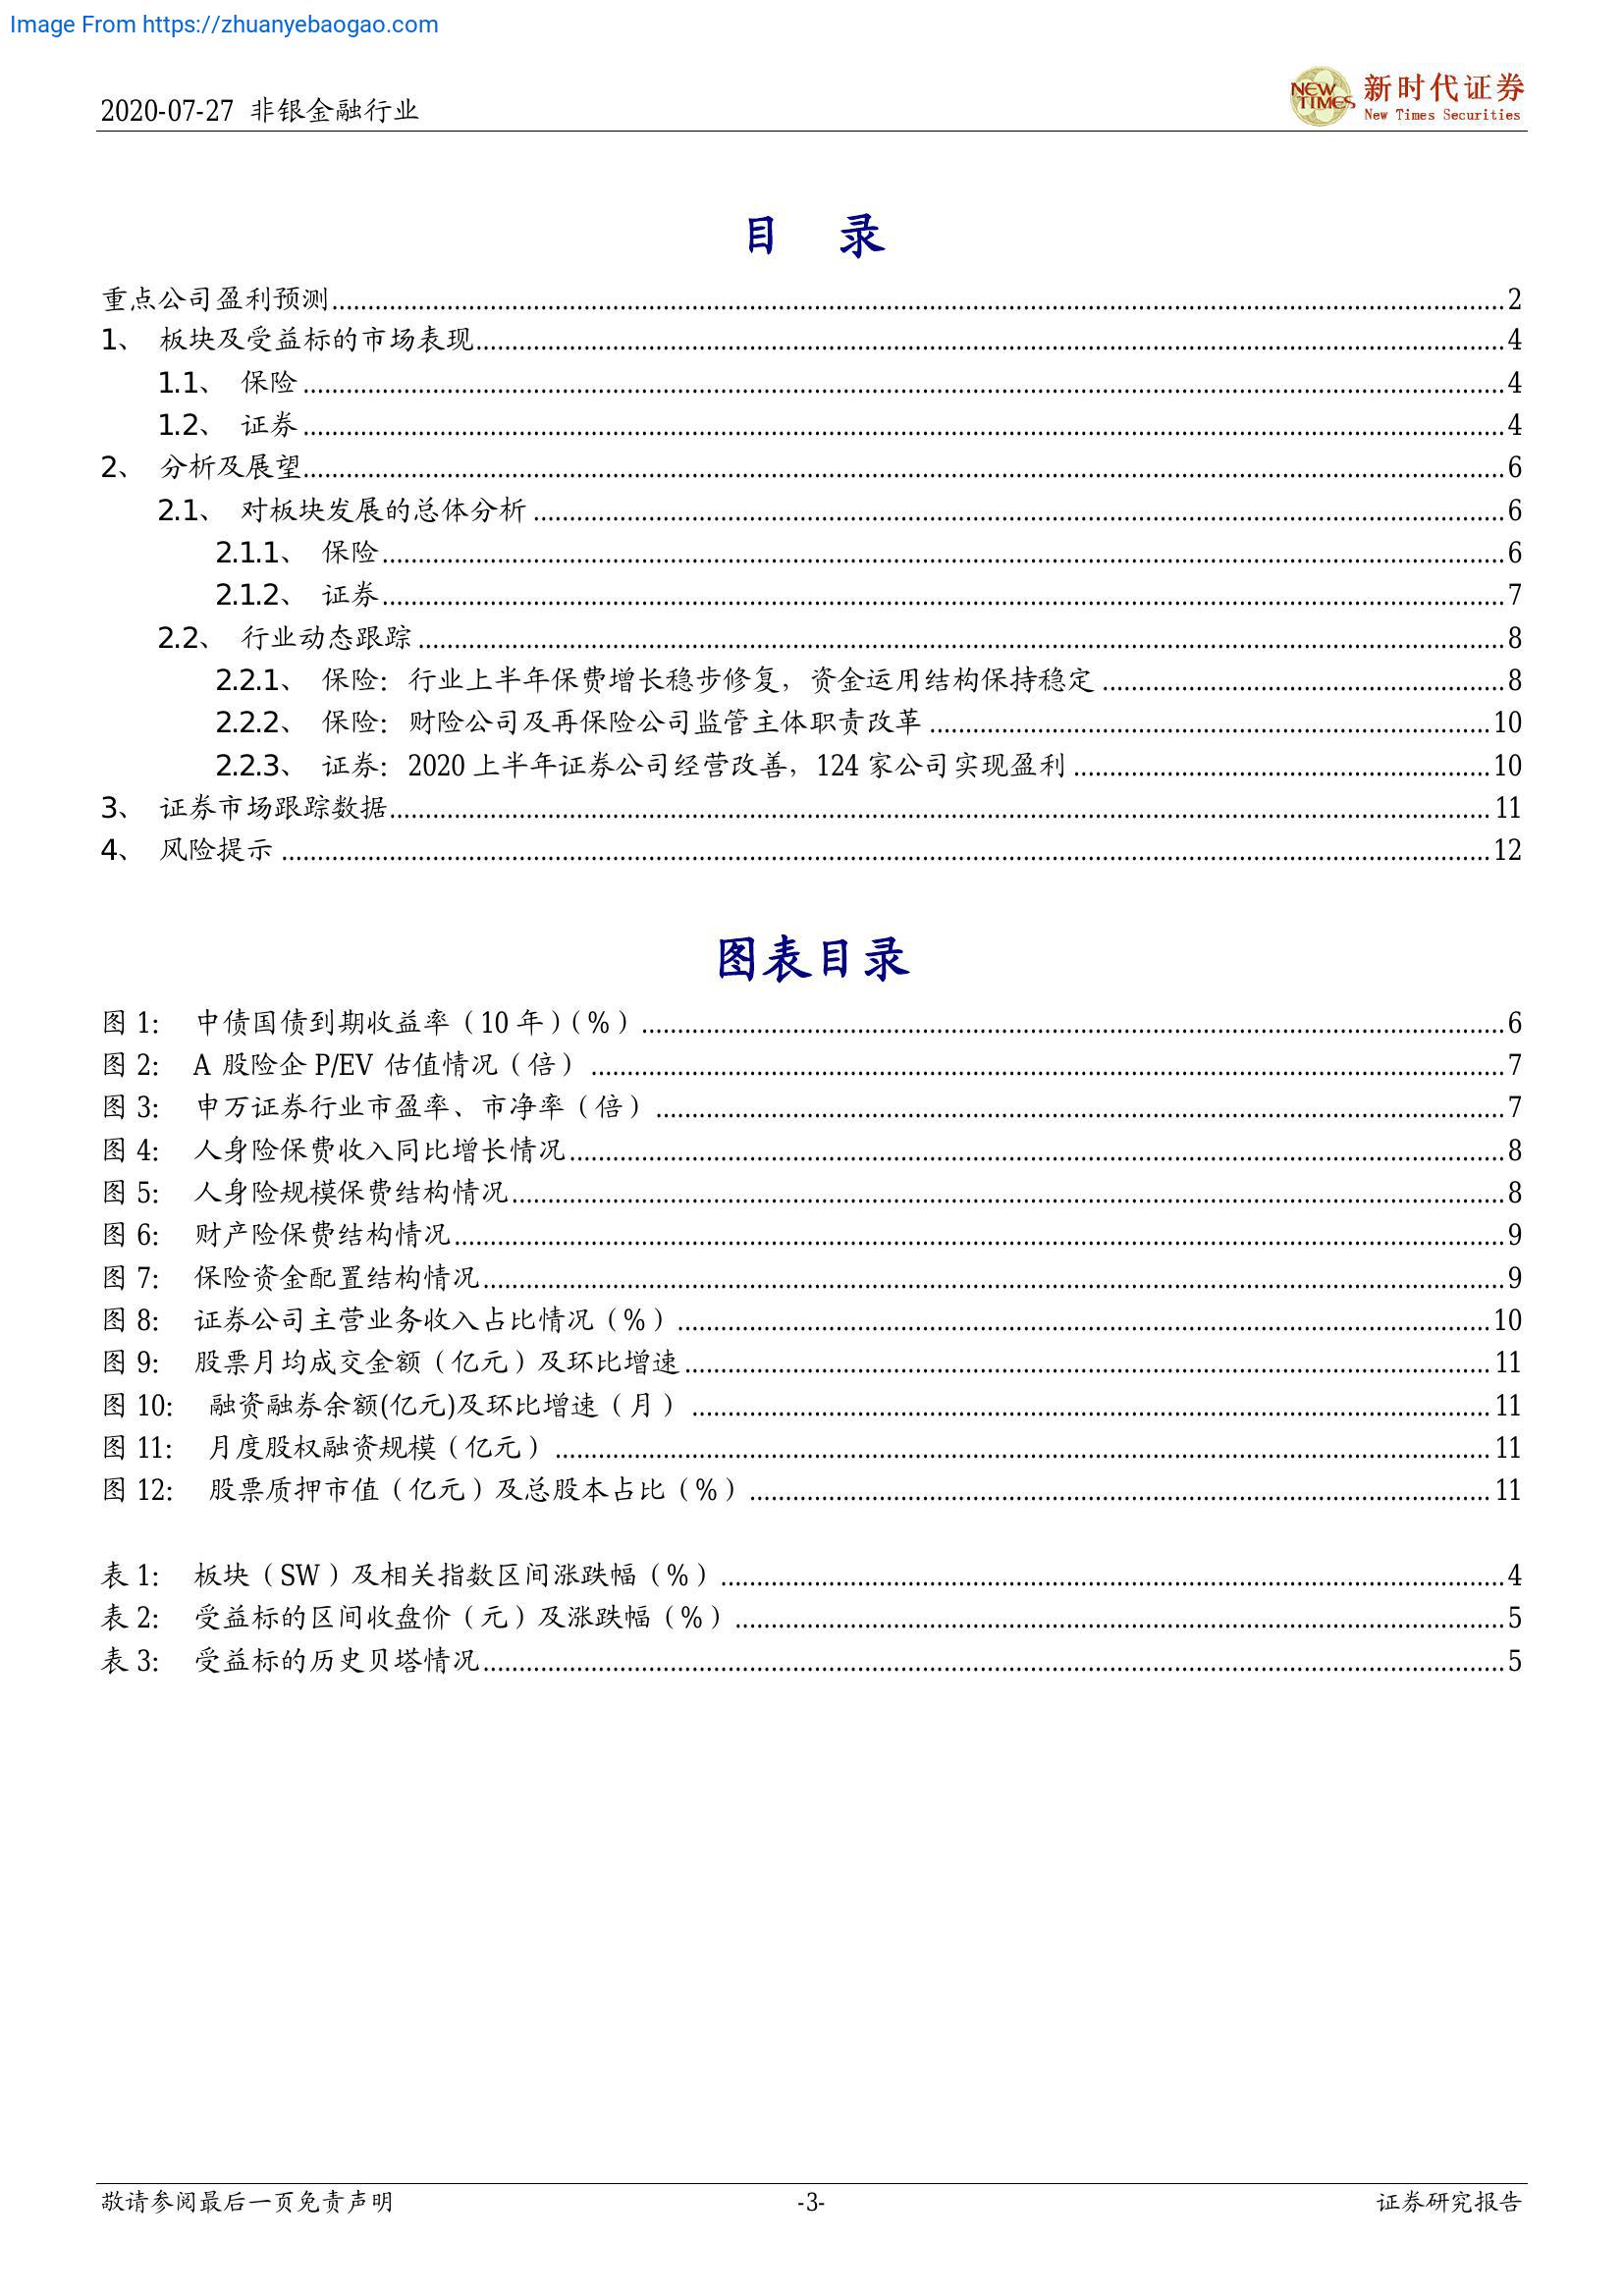 Image From https://zhuanyebaogao.com
2020-07-27 非银金融行业
NEW TIMES 新时代证券
New Times Securities
目 录
重点公司盈利预测 2
1、 板块及受益标的市场表现 4
1.1、 保险 4
1.2、 证券 4
2、 分析及展望 6
2.1、 对板块发展的总体分析 6
2.1.1、 保险 6
2.1.2、 证券 7
2.2、 行业动态跟踪 8
2.2.1、 保险：行业上半年保费增长稳步修复，资金运用结构保持稳定 8
2.2.2、 保险：财险公司及再保险公司监管主体职责改革 10
2.2.3、 证券：2020 上半年证券公司经营改善，124 家公司实现盈利 10
3、 证券市场跟踪数据 11
4、 风险提示 12
图表目录
图 1: 中债国债到期收益率（10 年）（%） 6
图 2: A 股险企 P/EV 估值情况（倍） 7
图 3: 申万证券行业市盈率、市净率（倍） 7
图 4: 人身险保费收入同比增长情况 8
图 5: 人身险规模保费结构情况 8
图 6: 财产险保费结构情况 9
图 7: 保险资金配置结构情况 9
图 8: 证券公司主营业务收入占比情况（%） 10
图 9: 股票月均成交金额（亿元）及环比增速 11
图 10: 融资融券余额(亿元)及环比增速（月） 11
图 11: 月度股权融资规模（亿元） 11
图 12: 股票质押市值（亿元）及总股本占比（%） 11
表 1: 板块（SW）及相关指数区间涨跌幅（%） 4
表 2: 受益标的区间收盘价（元）及涨跌幅（%） 5
表 3: 受益标的历史贝塔情况 5
敬请参阅最后一页免责声明 -3- 证券研究报告